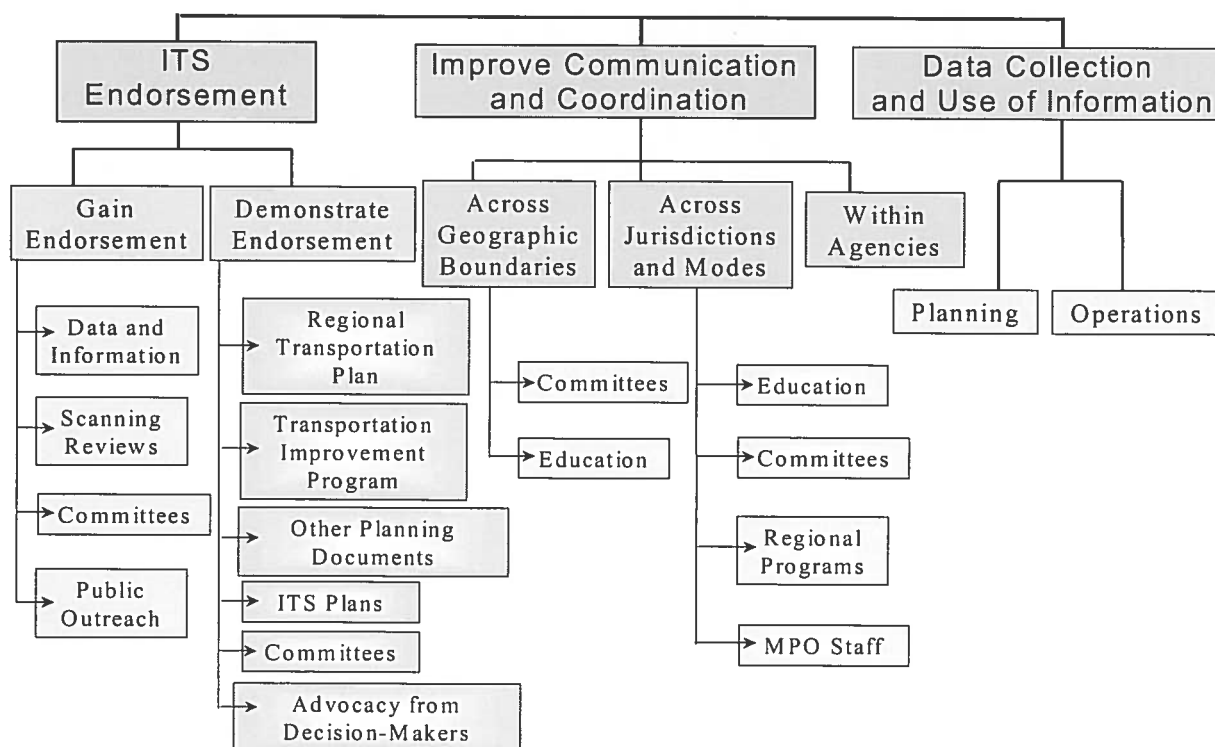 ITS
Endorsement
Improve Communication
and Coordination
Data Collection
and Use of Information
Gain
Endorsement
Demonstrate
Endorsement
Across
Geographic
Boundaries
Across
Jurisdictions
and Modes
Within
Agencies
Planning
Operations
Data and
Information
Scanning
Reviews
Committees
Public
Outreach
Regional
Transportation
Plan
Transportation
Improvement
Program
Other Planning
Documents
ITS Plans
Committees
Advocacy from
Decision-Makers
Committees
Education
Education
Committees
Regional
Programs
MPO Staff